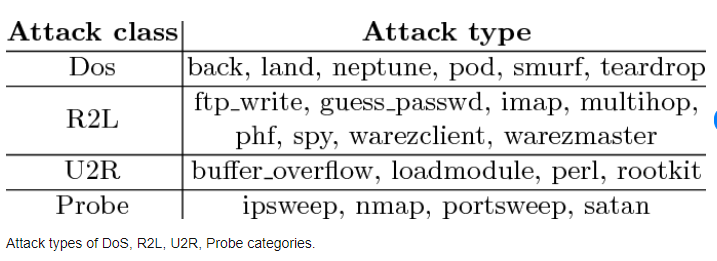 Attack class Attack type
Dos back, land, neptune, pod, smurf, teardrop
R2L ftp_write, guess_passwd, imap, multihop,
phf, spy, warezclient, warezmaster
U2R buffer_overflow, loadmodule, perl, rootkit
Probe ipsweep, nmap, portsweep, satan
Attack types of DoS, R2L, U2R, Probe categories.